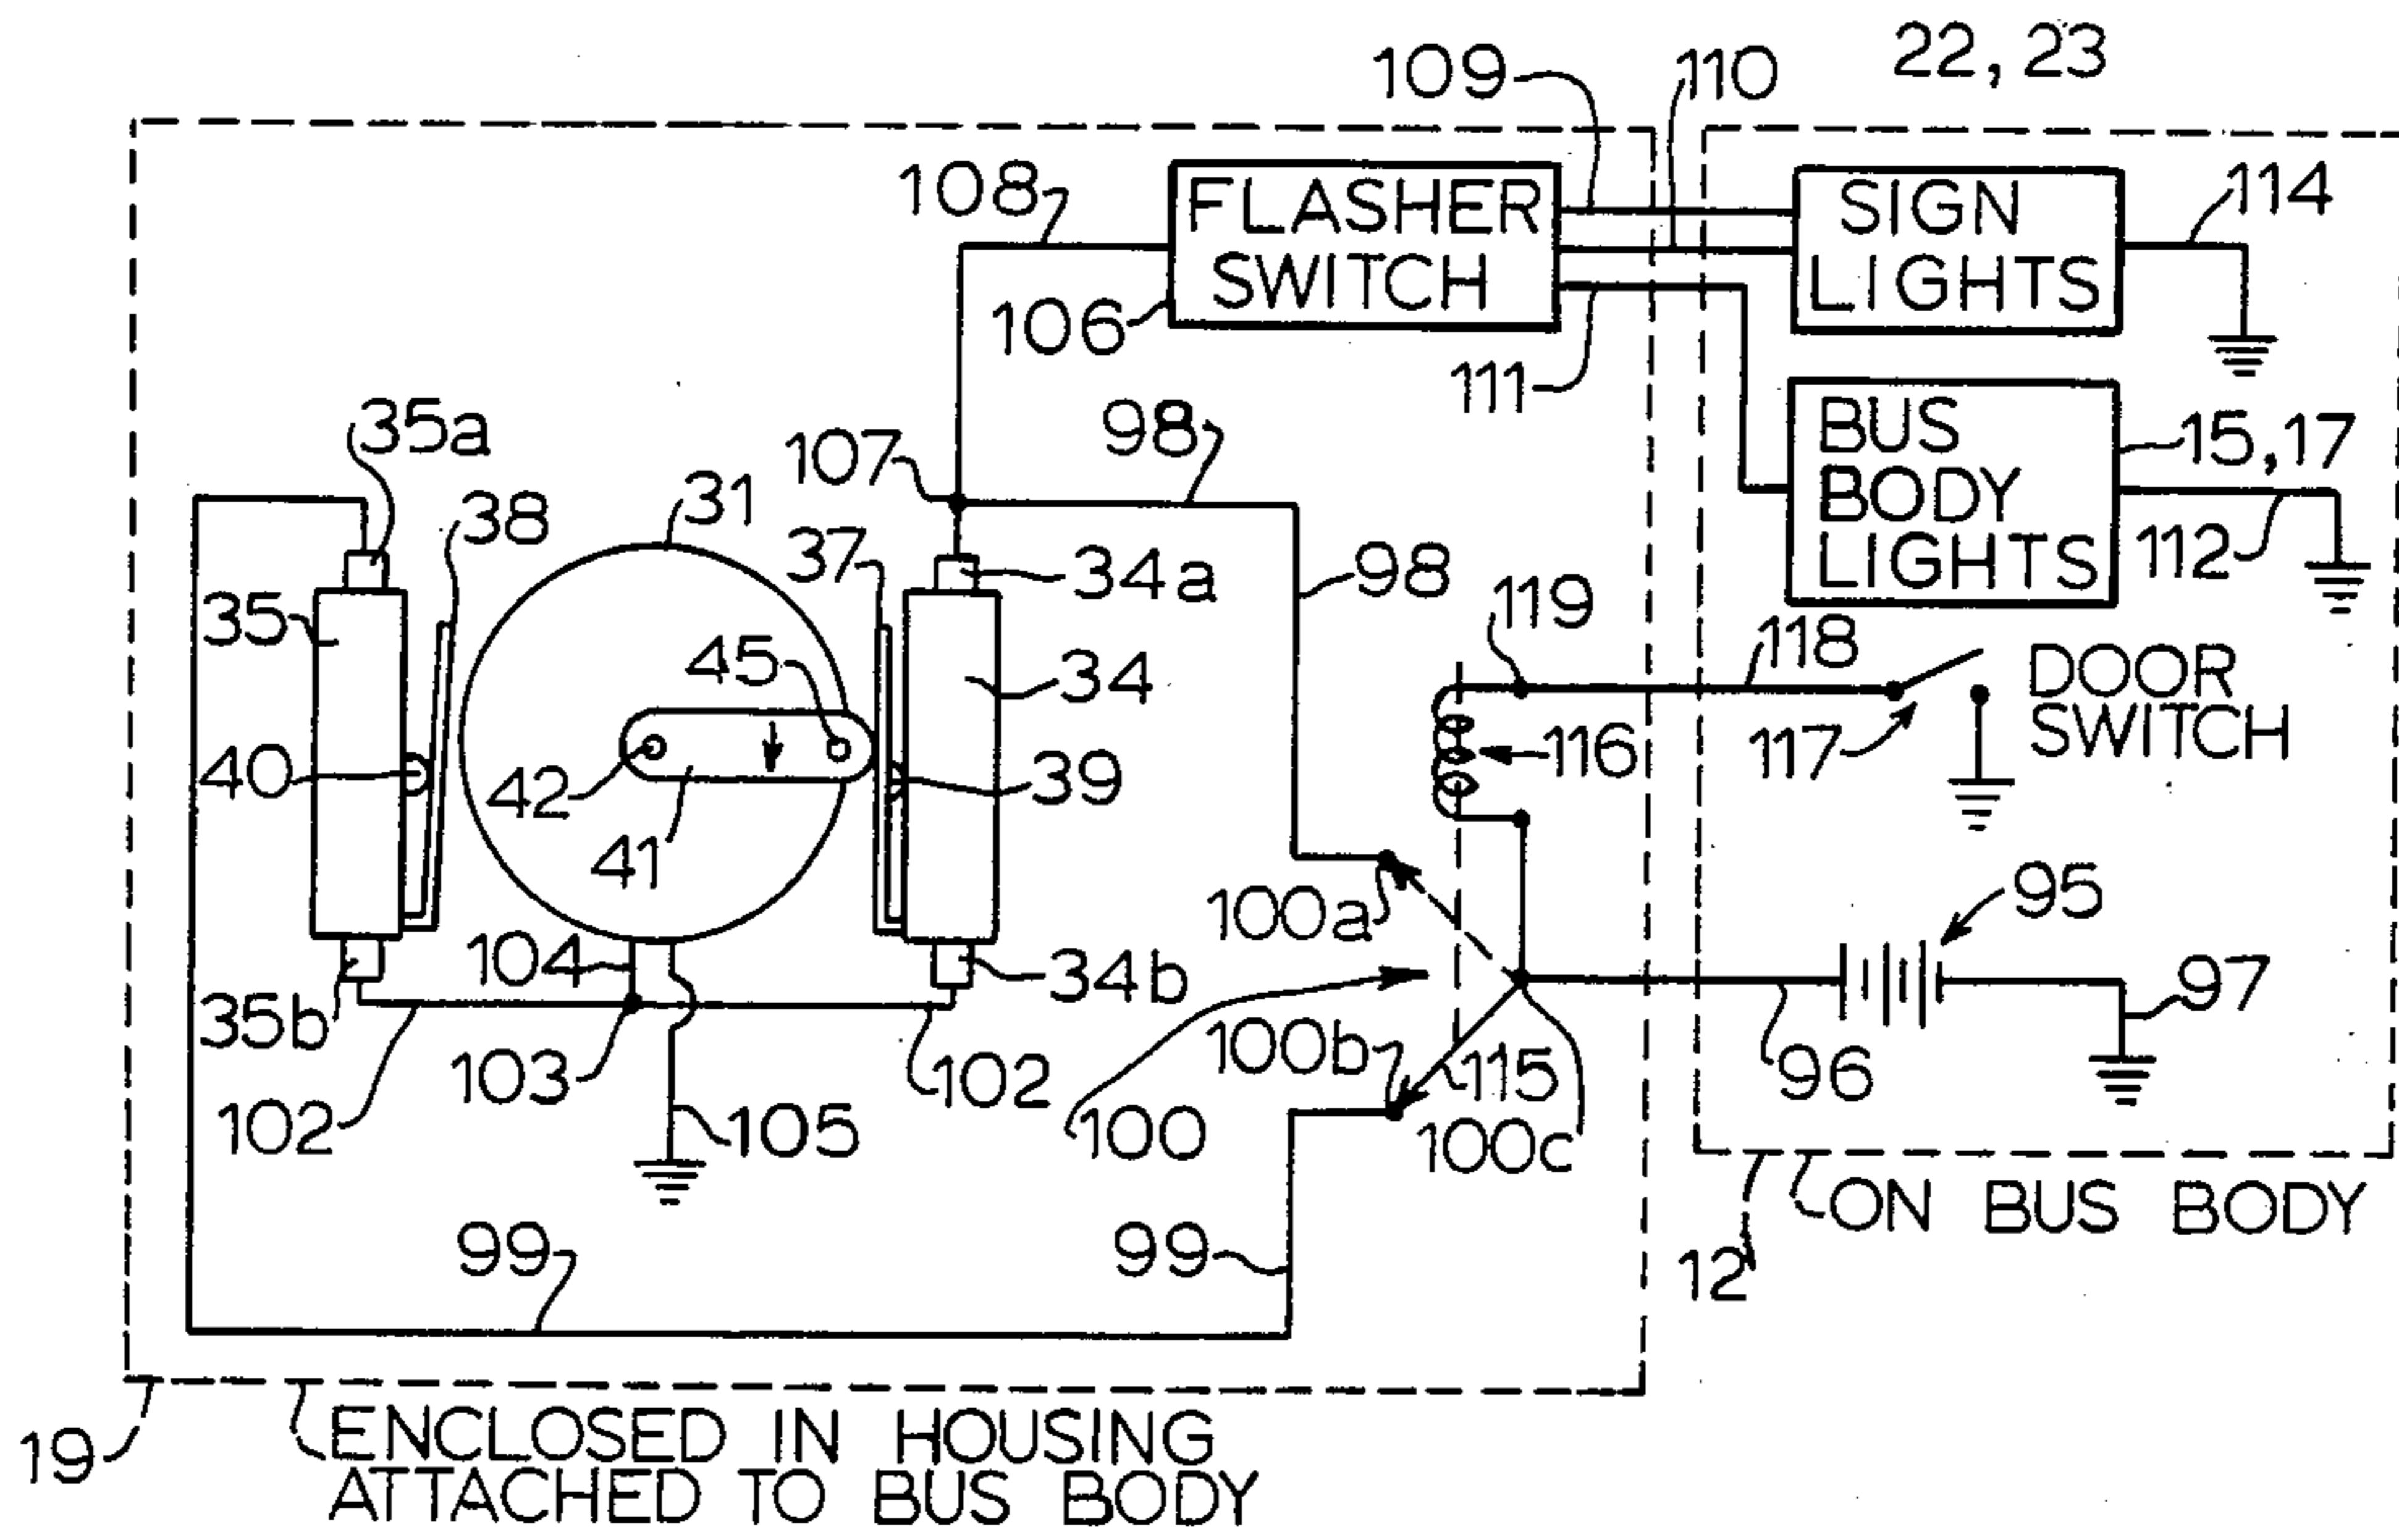 22, 23
109
110
108
FLASHER
SWITCH
SIGN
LIGHTS
114
106
111
35a
98
BUS
BODY
LIGHTS
15,17
107
31
38
37
34a
98
112
35
119
118
45
34
DOOR
SWITCH
40
42
39
116
117
41
100a
95
104
34b
97
35b
103
100b
115
96
102
102
105
100
100c
99
99
ON BUS BODY
12
19
ENCLOSED IN HOUSING
ATTACHED TO BUS BODY